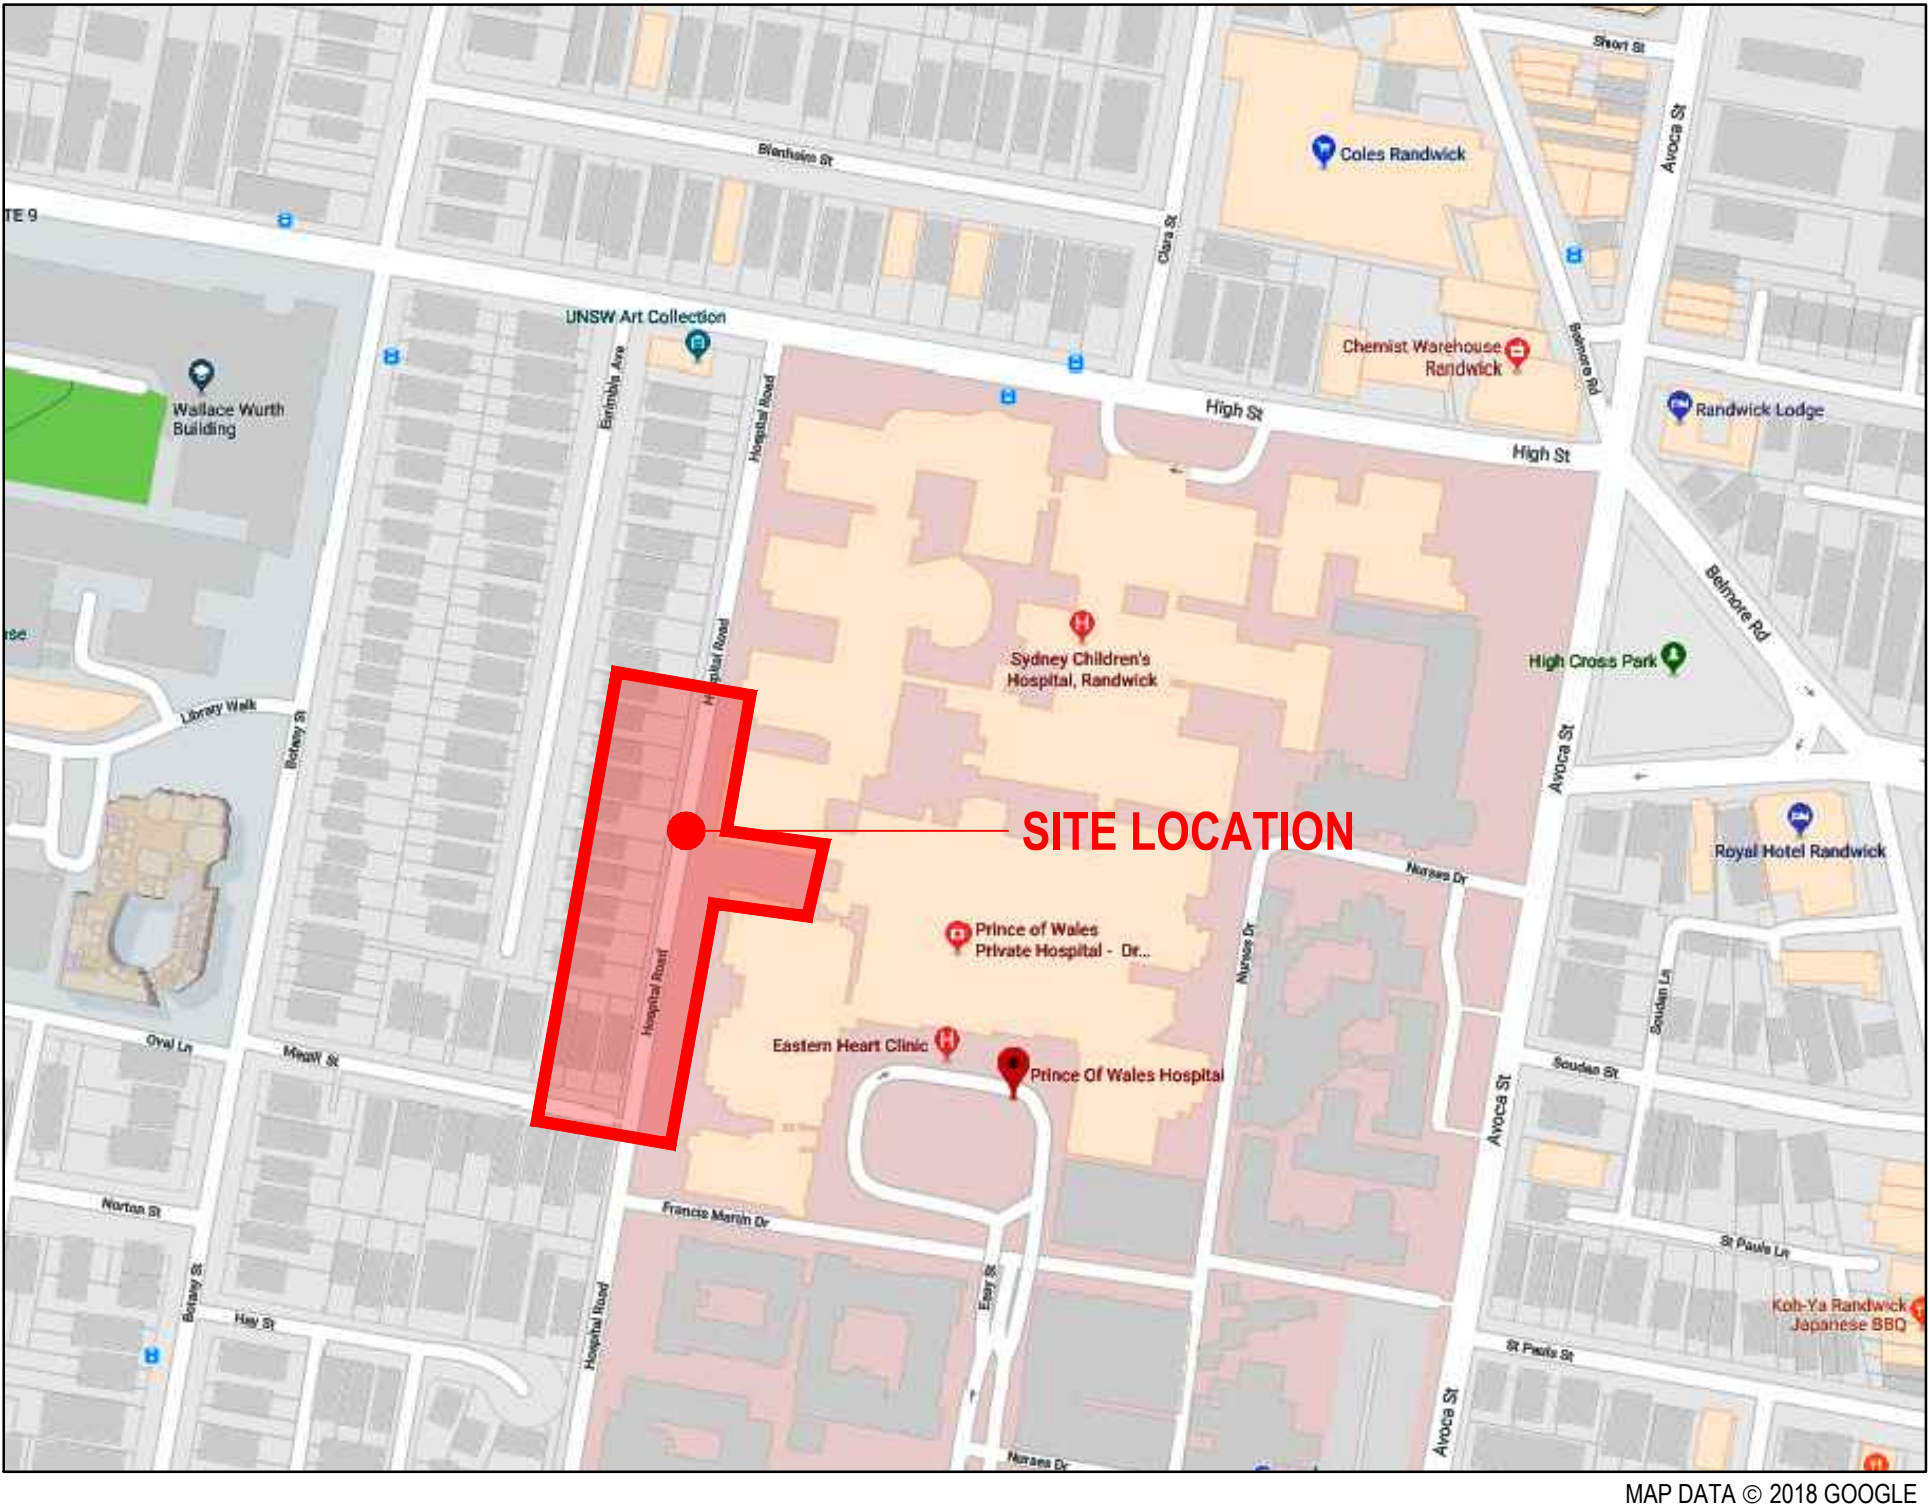 Short St
Avoca St
Coles Randwick
Blenheim St
TE 9
Clara St
UNSW Art Collection
Chemist Warehouse
Randwick
Belmore Rd
Eurimbla Ave
Hospital Road
Wallace Wurth
Building
High St
Randwick Lodge
High St
Belmore Rd
Hospital Road
Sydney Children's
Hospital, Randwick
High Cross Park
Library Walk
Botany St
Avoca St
SITE LOCATION
Royal Hotel Randwick
Nurses Dr
Prince of Wales
Private Hospital - Dr...
Nurses Dr
Hospital Road
Soudan Ln
Oval Ln
Magill St
Eastern Heart Clinic
Prince Of Wales Hospital
Soudan St
Avoca St
Norton St
Francis Martin Dr
St Pauls Ln
Botany St
Easy St
Hospital Road
Hay St
Koh-Ya Randwick
Japanese BBQ
St Pauls St
Avoca St
Nurses Dr
MAP DATA © 2018 GOOGLE